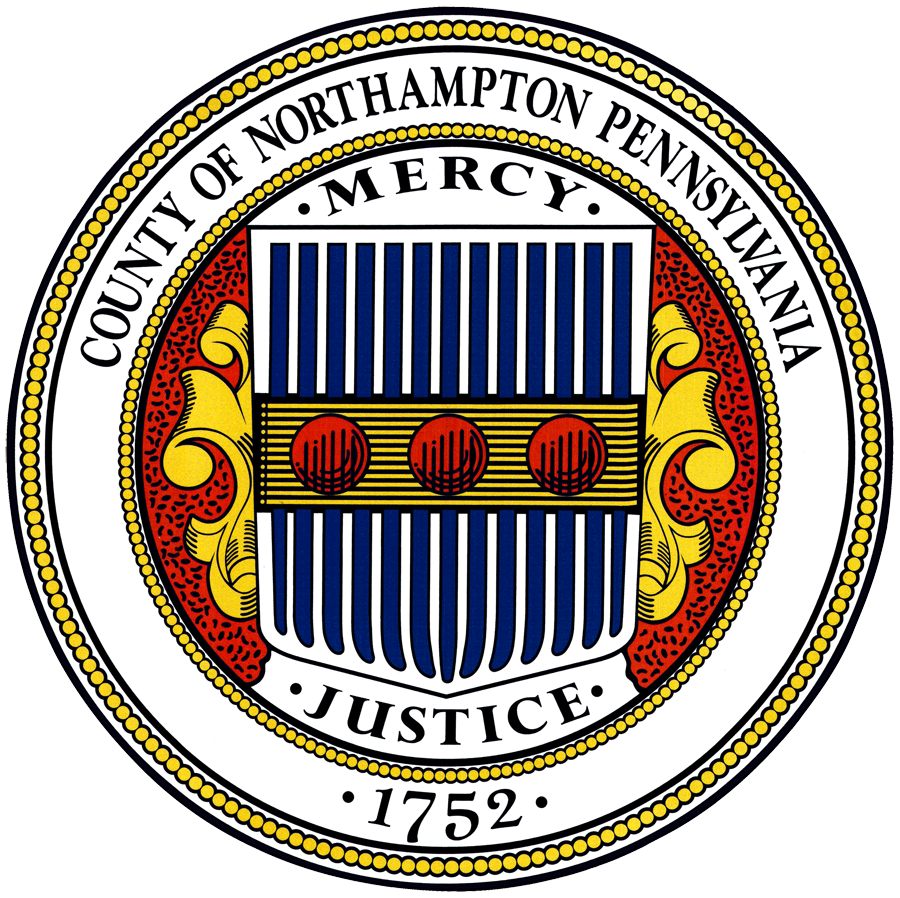 COUNTY OF NORTHAMPTON PENNSYLVANIA
· MERCY ·
· JUSTICE ·
· 1752 ·